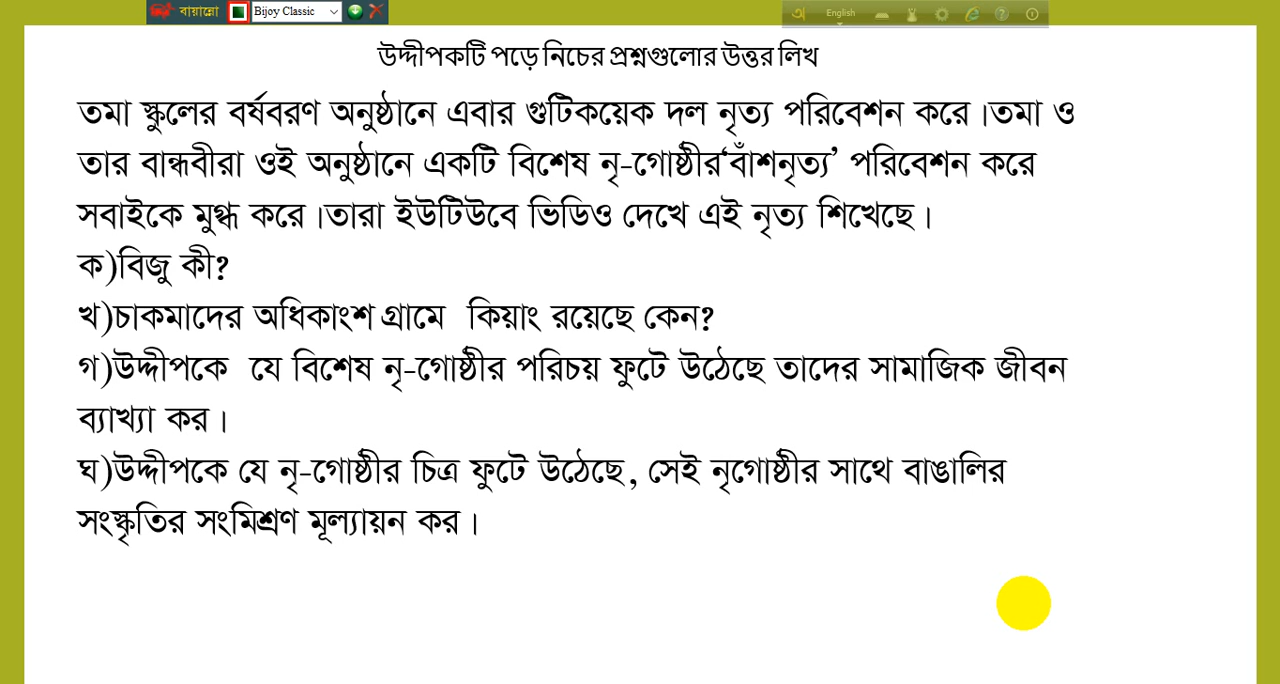 বায়ান্নো Bijoy Classic অ English
উদ্দীপকটি পড়ে নিচের প্রশ্নগুলোর উত্তর লিখ
তমা স্কুলের বর্ষবরণ অনুষ্ঠানে এবার গুটিকয়েক দল নৃত্য পরিবেশন করে।তমা ও
তার বান্ধবীরা ওই অনুষ্ঠানে একটি বিশেষ নৃ-গোষ্ঠীর‘বাঁশনৃত্য’ পরিবেশন করে
সবাইকে মুগ্ধ করে।তারা ইউটিউবে ভিডিও দেখে এই নৃত্য শিখেছে।
ক)বিজু কী?
খ)চাকমাদের অধিকাংশ গ্রামে কিয়াং রয়েছে কেন?
গ)উদ্দীপকে যে বিশেষ নৃ-গোষ্ঠীর পরিচয় ফুটে উঠেছে তাদের সামাজিক জীবন
ব্যাখ্যা কর।
ঘ)উদ্দীপকে যে নৃ-গোষ্ঠীর চিত্র ফুটে উঠেছে, সেই নৃগোষ্ঠীর সাথে বাঙালির
সংস্কৃতির সংমিশ্রণ মূল্যায়ন কর।